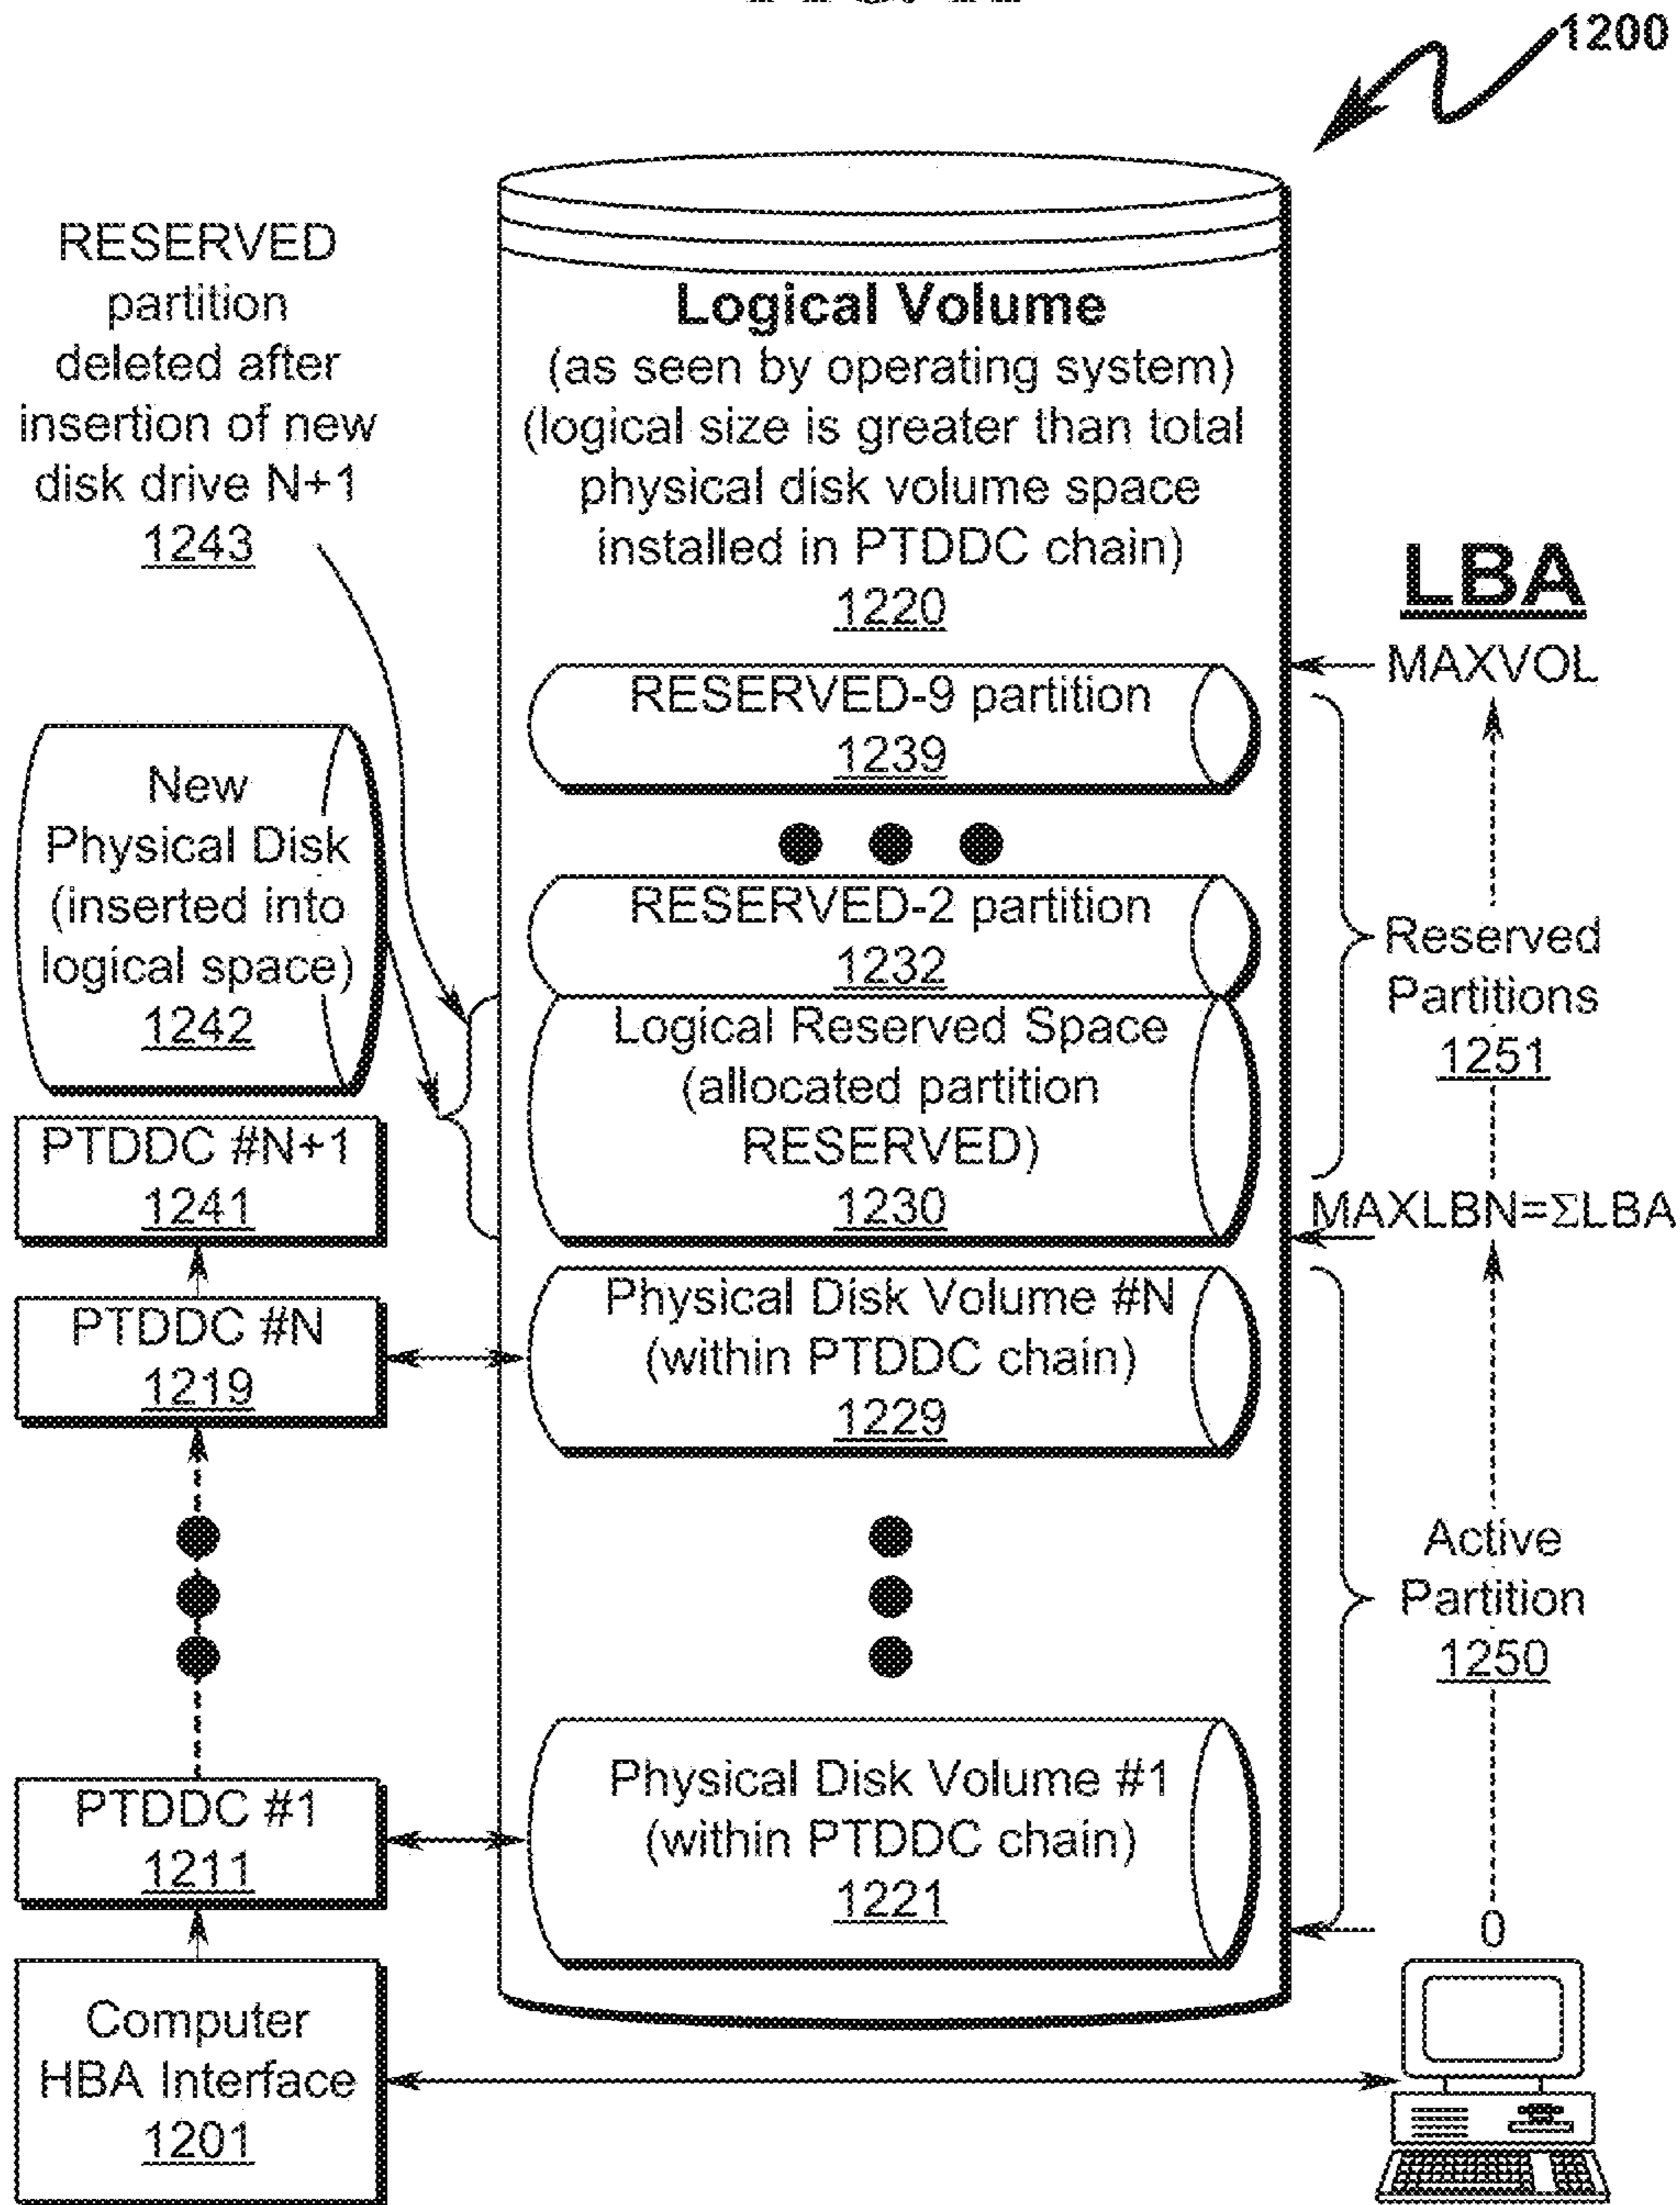 1200
RESERVED
partition
deleted after
insertion of new
disk drive N+1
1243
Logical Volume
(as seen by operating system)
(logical size is greater than total
physical disk volume space
installed in PTDDC chain)
1220
LBA
MAXVOL
RESERVED-9 partition
1239
New
Physical Disk
(inserted into
logical space)
1242
RESERVED-2 partition
1232
Reserved
Partitions
1251
Logical Reserved Space
(allocated partition
RESERVED)
1230
PTDDC #N+1
1241
MAXLBN=ΣLBA
PTDDC #N
1219
Physical Disk Volume #N
(within PTDDC chain)
1229
Active
Partition
1250
PTDDC #1
1211
Physical Disk Volume #1
(within PTDDC chain)
1221
0
Computer
HBA Interface
1201